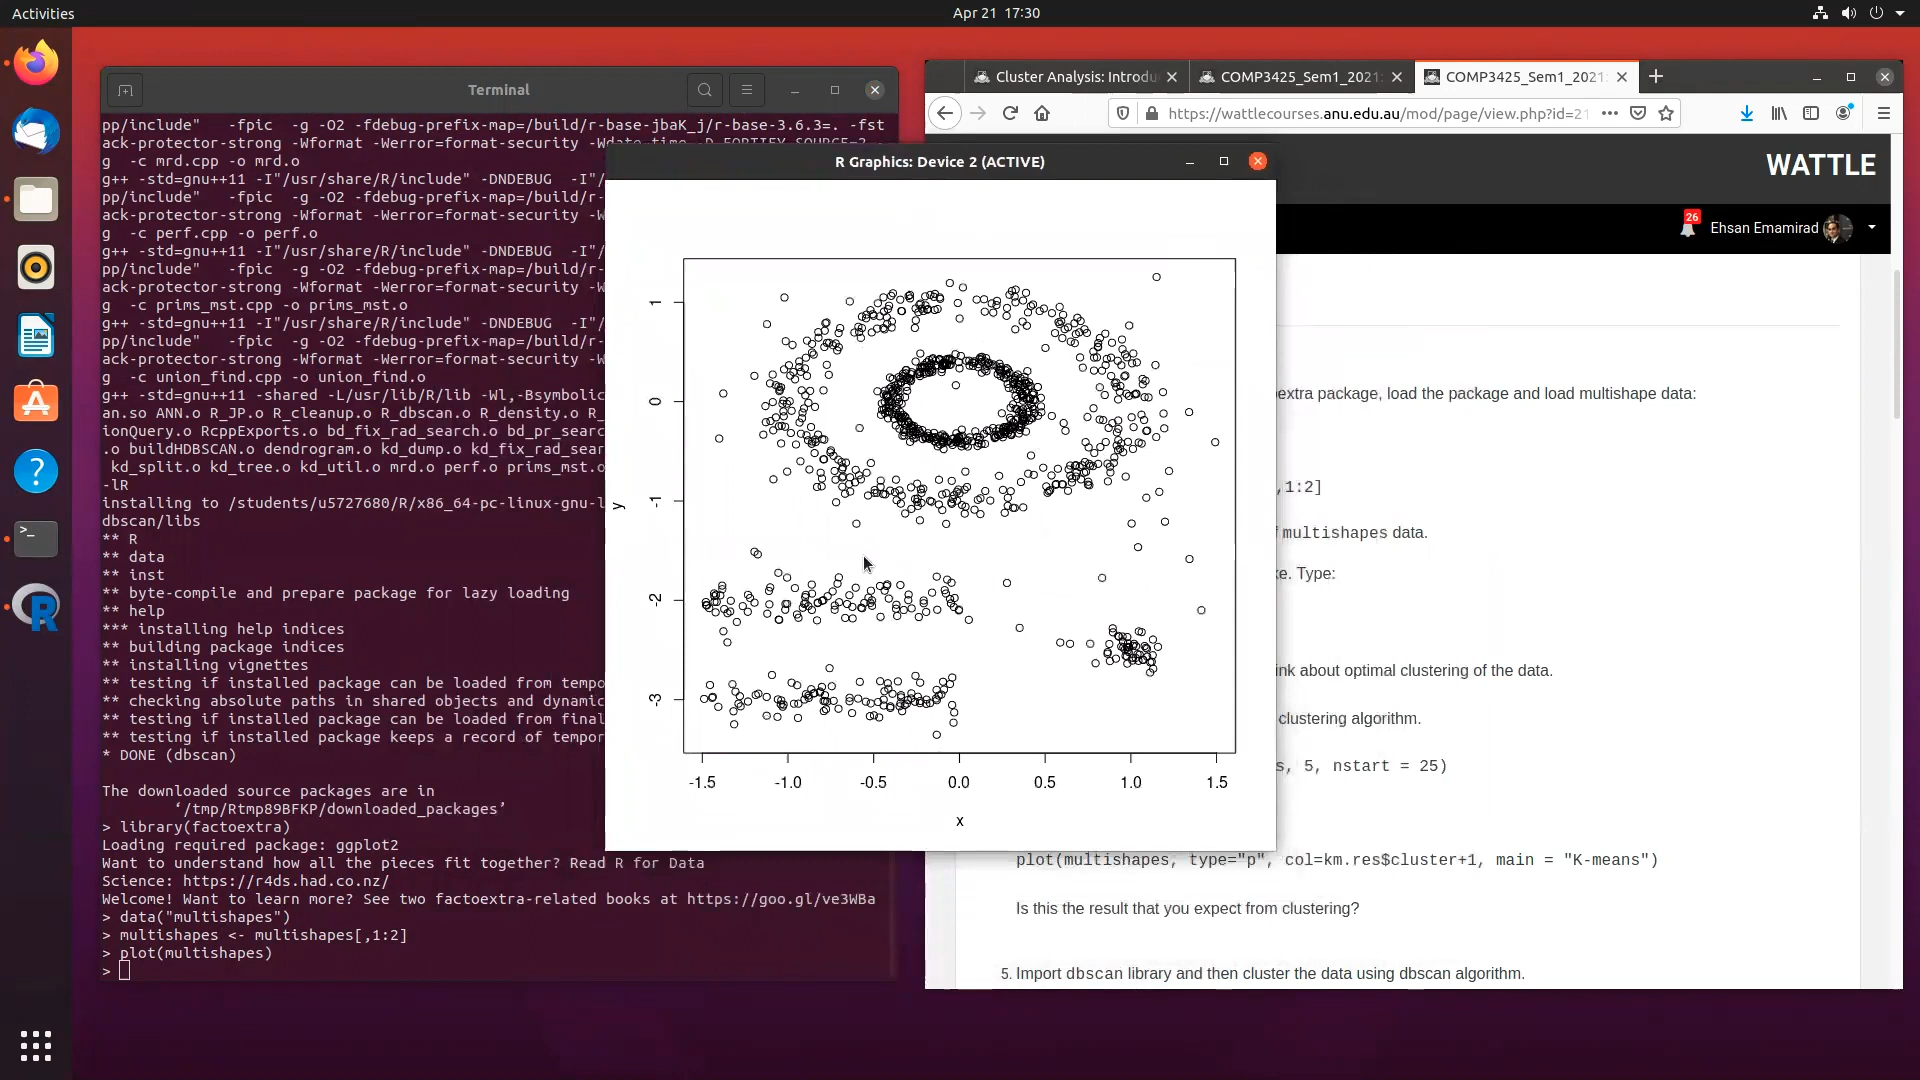 Activities
Apr 21 17:30
Terminal
pp/include" -fpic -g -O2 -fdebug-prefix-map=/build/r-base-jbaK_j/r-base-3.6.3=. -fst
ack-protector-strong -Wformat -Werror=format-security -Wdate-time -D_FORTIFY_SOURCE=2 -
g -c mrd.cpp -o mrd.o
g++ -std=gnu++11 -I"/usr/share/R/include" -DNDEBUG -I"/
pp/include" -fpic -g -O2 -fdebug-prefix-map=/build/r-
ack-protector-strong -Wformat -Werror=format-security -W
g -c perf.cpp -o perf.o
g++ -std=gnu++11 -I"/usr/share/R/include" -DNDEBUG -I"/
pp/include" -fpic -g -O2 -fdebug-prefix-map=/build/r-
ack-protector-strong -Wformat -Werror=format-security -W
g -c prims_mst.cpp -o prims_mst.o
g++ -std=gnu++11 -I"/usr/share/R/include" -DNDEBUG -I"/
pp/include" -fpic -g -O2 -fdebug-prefix-map=/build/r-
ack-protector-strong -Wformat -Werror=format-security -W
g -c union_find.cpp -o union_find.o
g++ -std=gnu++11 -shared -L/usr/lib/R/lib -Wl,-Bsymbolic
an.so ANN.o R_JP.o R_cleanup.o R_dbscan.o R_density.o R_
ionQuery.o RcppExports.o bd_fix_rad_search.o bd_pr_searc
.o buildHDBSCAN.o dendrogram.o kd_dump.o kd_fix_rad_sear
kd_split.o kd_tree.o kd_util.o mrd.o perf.o prims_mst.o
-lR
installing to /students/u5727680/R/x86_64-pc-linux-gnu-l
dbscan/libs
** R
** data
** inst
** byte-compile and prepare package for lazy loading
** help
*** installing help indices
** building package indices
** installing vignettes
** testing if installed package can be loaded from tempo
** checking absolute paths in shared objects and dynamic
** testing if installed package can be loaded from final
** testing if installed package keeps a record of tempor
* DONE (dbscan)
The downloaded source packages are in
‘/tmp/Rtmp89BFKP/downloaded_packages’
> library(factoextra)
Loading required package: ggplot2
Want to understand how all the pieces fit together? Read R for Data
Science: https://r4ds.had.co.nz/
Welcome! Want to learn more? See two factoextra-related books at https://goo.gl/ve3WBa
> data("multishapes")
> multishapes <- multishapes[,1:2]
> plot(multishapes)
>
R Graphics: Device 2 (ACTIVE)
1
0
-1
-2
-3
y
-1.5 -1.0 -0.5 0.0 0.5 1.0 1.5
x
Cluster Analysis: Introdu
COMP3425_Sem1_2021:
COMP3425_Sem1_2021:
https://wattlecourses.anu.edu.au/mod/page/view.php?id=21
WATTLE
26
Ehsan Emamirad
extra package, load the package and load multishape data:
,1:2]
multishapes data.
ke. Type:
ink about optimal clustering of the data.
clustering algorithm.
s, 5, nstart = 25)
plot(multishapes, type="p", col=km.res$cluster+1, main = "K-means")
Is this the result that you expect from clustering?
5. Import dbscan library and then cluster the data using dbscan algorithm.